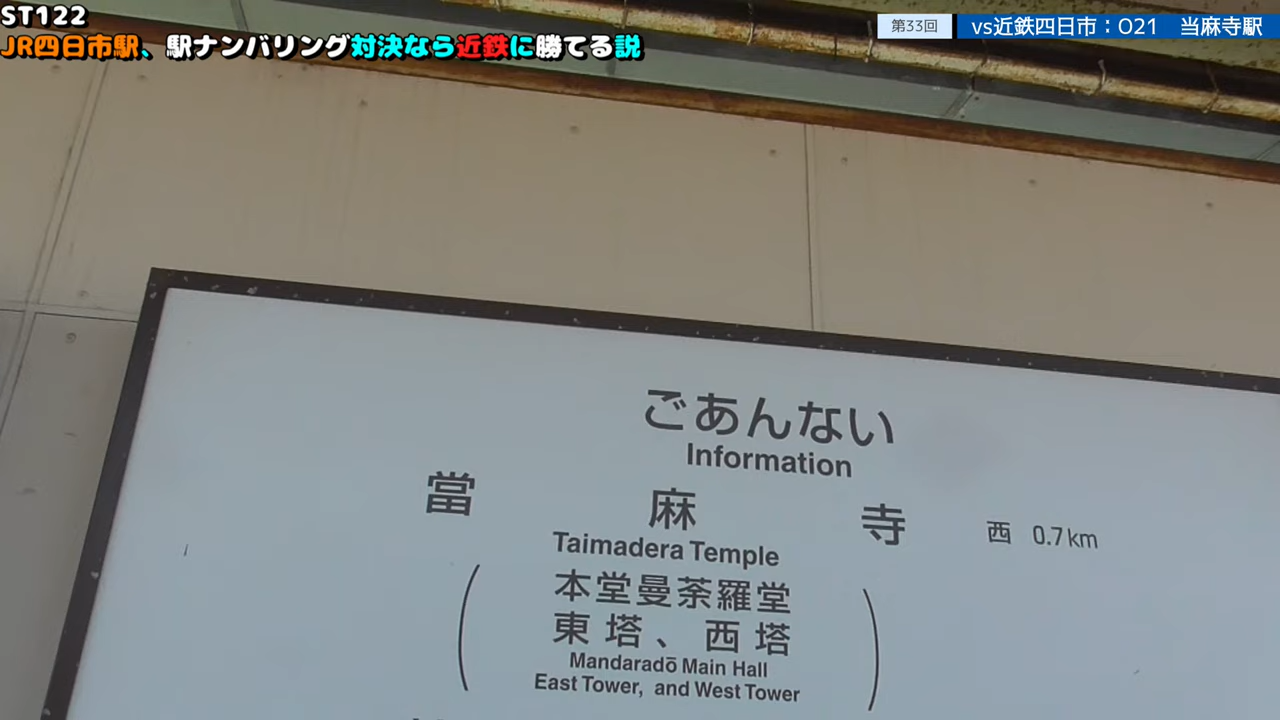 ST122
JR四日市駅、駅ナンバリング対決なら近鉄に勝てる説
第33回
vs近鉄四日市：O21 当麻寺駅
ごあんない
Information
當麻寺 西 0.7km
Taimadera Temple
本堂曼荼羅堂
東塔、西塔
Mandaradō Main Hall
East Tower, and West Tower